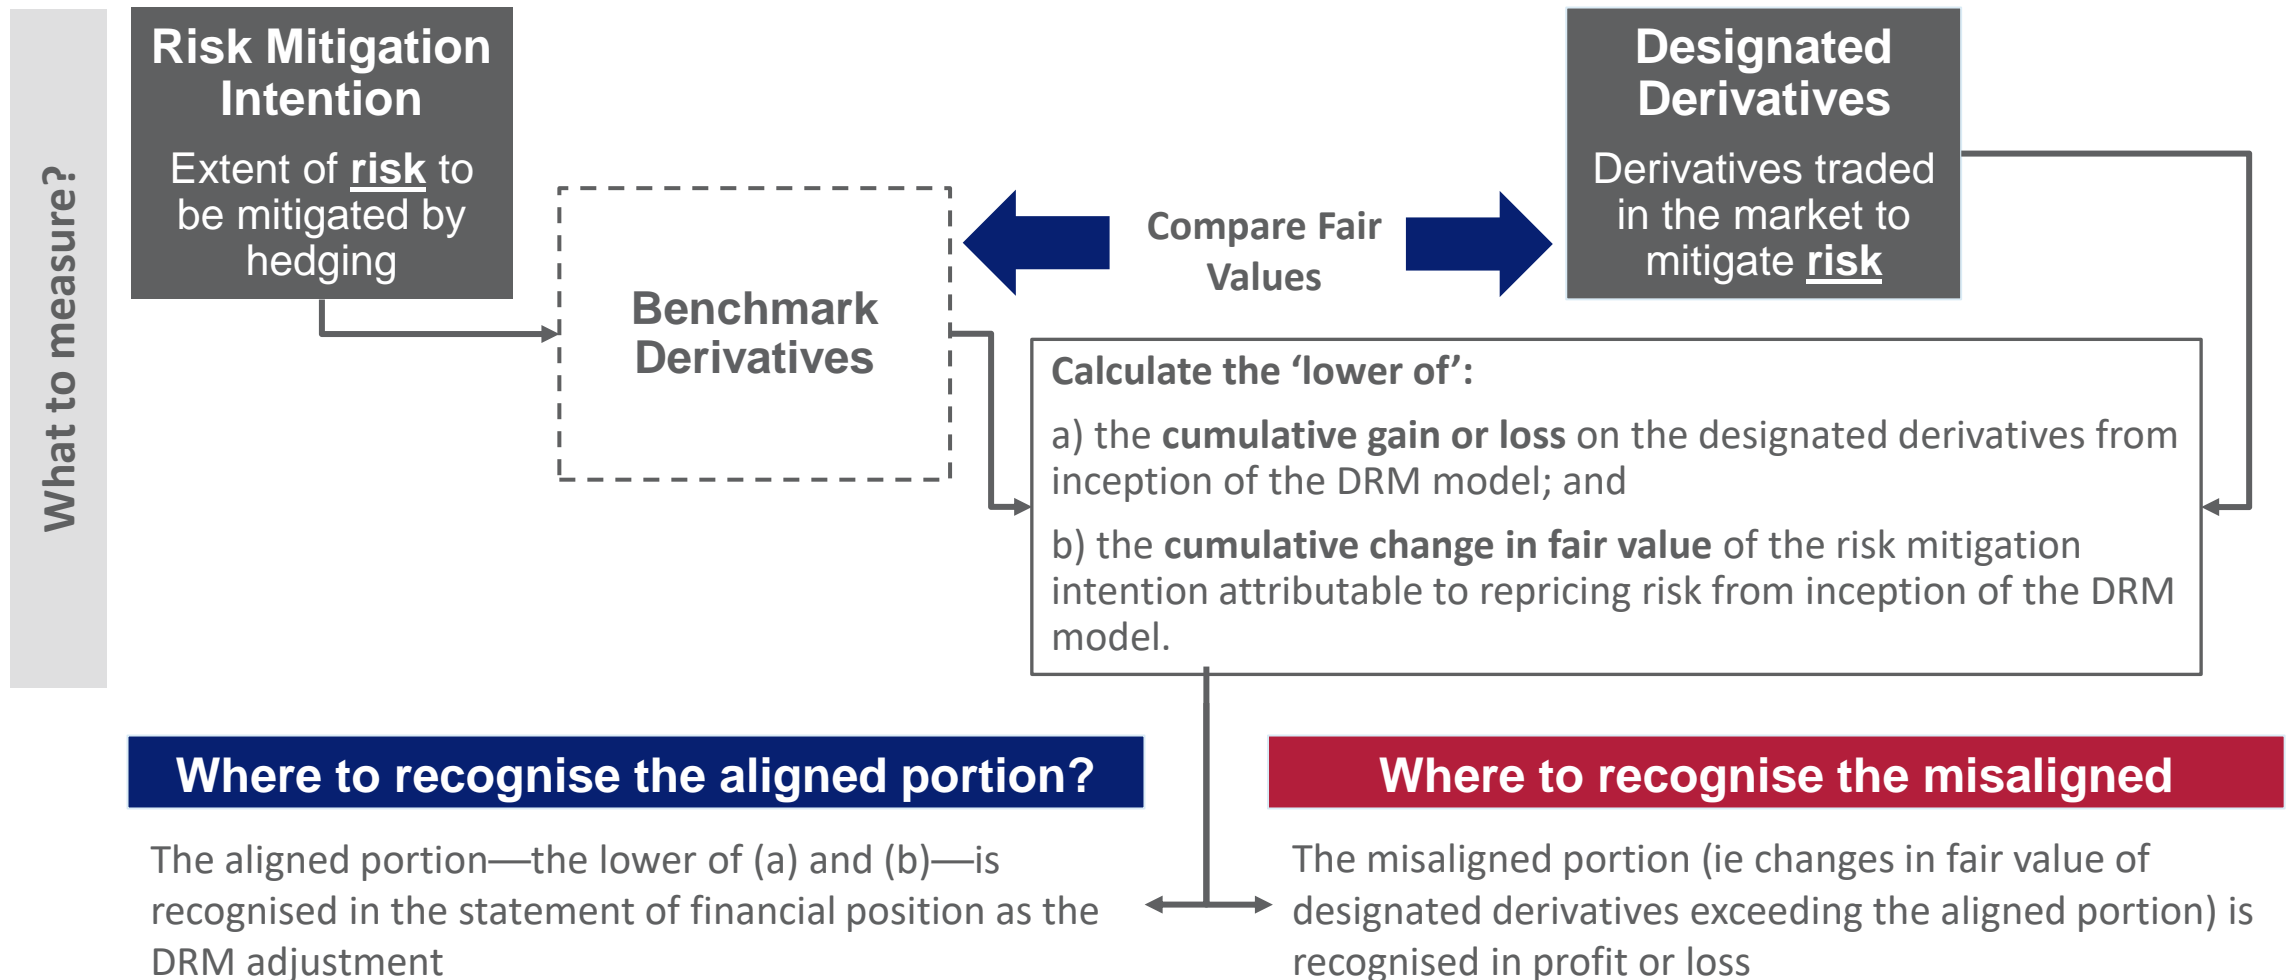 What to measure?
Risk Mitigation
Intention
Extent of risk to
be mitigated by
hedging
Benchmark
Derivatives
Compare Fair
Values
Designated
Derivatives
Derivatives traded
in the market to
mitigate risk
Calculate the ‘lower of’:
a) the cumulative gain or loss on the designated derivatives from
inception of the DRM model; and
b) the cumulative change in fair value of the risk mitigation
intention attributable to repricing risk from inception of the DRM
model.
Where to recognise the aligned portion?
The aligned portion—the lower of (a) and (b)—is
recognised in the statement of financial position as the
DRM adjustment
Where to recognise the misaligned
The misaligned portion (ie changes in fair value of
designated derivatives exceeding the aligned portion) is
recognised in profit or loss